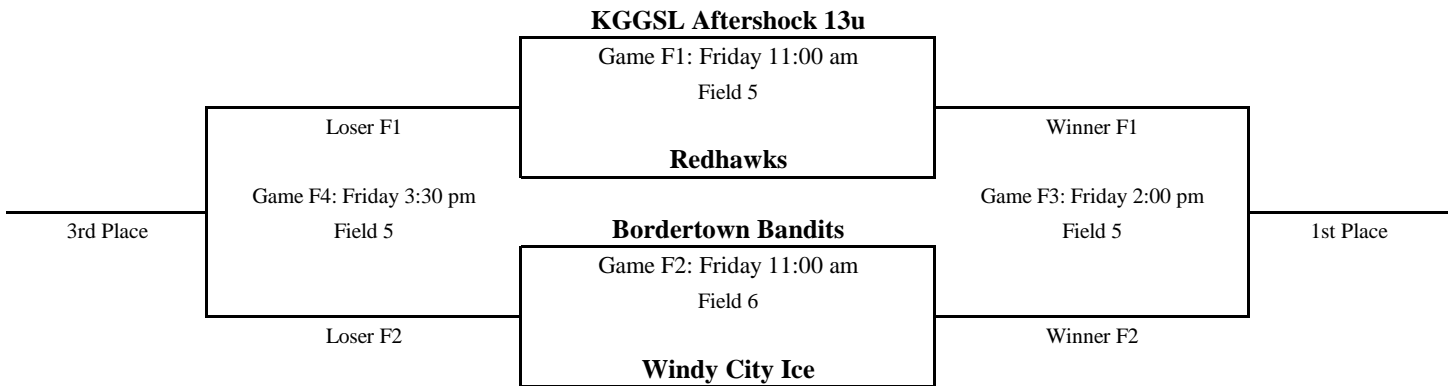 KGGSL Aftershock 13u
Game F1: Friday 11:00 am
Field 5
Loser F1
Winner F1
Redhawks
Game F4: Friday 3:30 pm
Game F3: Friday 2:00 pm
3rd Place
Field 5
Bordertown Bandits
Field 5
1st Place
Game F2: Friday 11:00 am
Field 6
Loser F2
Winner F2
Windy City Ice